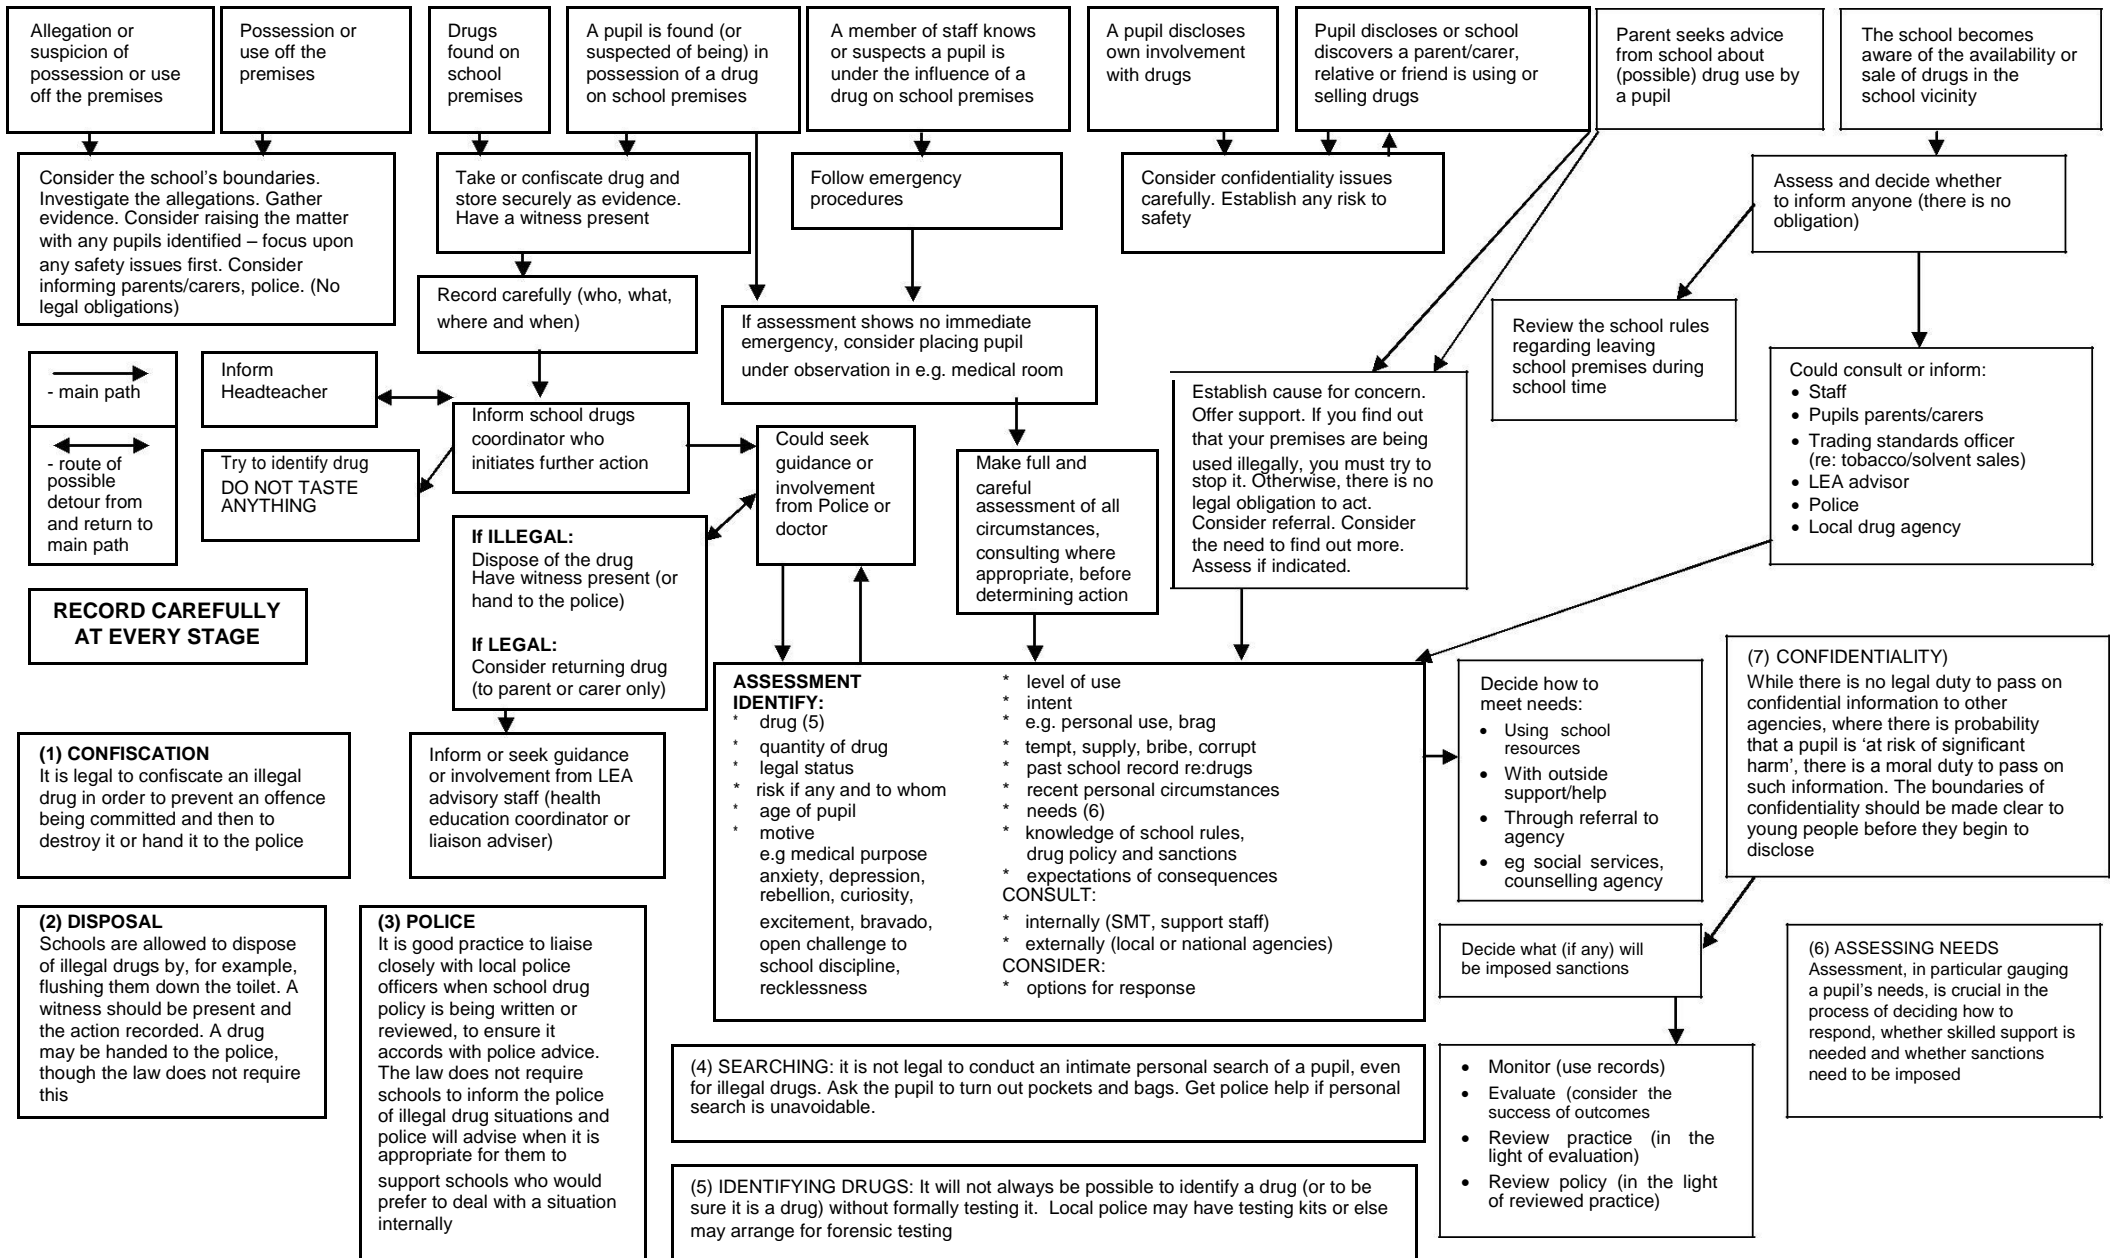 Allegation or
suspicion of
possession or use
off the premises
Possession or
use off the
premises
Drugs
found on
school
premises
A pupil is found (or
suspected of being) in
possession of a drug
on school premises
A member of staff knows
or suspects a pupil is
under the influence of a
drug on school premises
A pupil discloses
own involvement
with drugs
Pupil discloses or school
discovers a parent/carer,
relative or friend is using or
selling drugs
Parent seeks advice
from school about
(possible) drug use by
a pupil
The school becomes
aware of the availability or
sale of drugs in the
school vicinity
Consider the school’s boundaries.
Investigate the allegations. Gather
evidence. Consider raising the matter
with any pupils identified – focus upon
any safety issues first. Consider
informing parents/carers, police. (No
legal obligations)
Take or confiscate drug and
store securely as evidence.
Have a witness present
Follow emergency
procedures
Consider confidentiality issues
carefully. Establish any risk to
safety
Assess and decide whether
to inform anyone (there is no
obligation)
Record carefully (who, what,
where and when)
If assessment shows no immediate
emergency, consider placing pupil
under observation in e.g. medical room
Review the school rules
regarding leaving
school premises during
school time
- main path
- route of
possible
detour from
and return to
main path
Inform
Headteacher
Try to identify drug
DO NOT TASTE
ANYTHING
Inform school drugs
coordinator who
initiates further action
Could seek
guidance or
involvement
from Police or
doctor
Make full and
careful
assessment of all
circumstances,
consulting where
appropriate, before
determining action
Establish cause for concern.
Offer support. If you find out
that your premises are being
used illegally, you must try to
stop it. Otherwise, there is no
legal obligation to act.
Consider referral. Consider
the need to find out more.
Assess if indicated.
Could consult or inform:
• Staff
• Pupils parents/carers
• Trading standards officer
(re: tobacco/solvent sales)
• LEA advisor
• Police
• Local drug agency
RECORD CAREFULLY
AT EVERY STAGE
If ILLEGAL:
Dispose of the drug
Have witness present (or
hand to the police)
If LEGAL:
Consider returning drug
(to parent or carer only)
Inform or seek guidance
or involvement from LEA
advisory staff (health
education coordinator or
liaison adviser)
ASSESSMENT
IDENTIFY:
* drug (5)
* quantity of drug
* legal status
* risk if any and to whom
* age of pupil
* motive
e.g medical purpose
anxiety, depression,
rebellion, curiosity,
excitement, bravado,
open challenge to
school discipline,
recklessness
* level of use
* intent
* e.g. personal use, brag
* tempt, supply, bribe, corrupt
* past school record re:drugs
* recent personal circumstances
* needs (6)
* knowledge of school rules,
drug policy and sanctions
* expectations of consequences
CONSULT:
* internally (SMT, support staff)
* externally (local or national agencies)
CONSIDER:
* options for response
Decide how to
meet needs:
• Using school
resources
• With outside
support/help
• Through referral to
agency
• eg social services,
counselling agency
(7) CONFIDENTIALITY)
While there is no legal duty to pass on
confidential information to other
agencies, where there is probability
that a pupil is ‘at risk of significant
harm’, there is a moral duty to pass on
such information. The boundaries of
confidentiality should be made clear to
young people before they begin to
disclose
(1) CONFISCATION
It is legal to confiscate an illegal
drug in order to prevent an offence
being committed and then to
destroy it or hand it to the police
(2) DISPOSAL
Schools are allowed to dispose
of illegal drugs by, for example,
flushing them down the toilet. A
witness should be present and
the action recorded. A drug
may be handed to the police,
though the law does not require
this
(3) POLICE
It is good practice to liaise
closely with local police
officers when school drug
policy is being written or
reviewed, to ensure it
accords with police advice.
The law does not require
schools to inform the police
of illegal drug situations and
police will advise when it is
appropriate for them to
support schools who would
prefer to deal with a situation
internally
Decide what (if any) will
be imposed sanctions
(6) ASSESSING NEEDS
Assessment, in particular gauging
a pupil’s needs, is crucial in the
process of deciding how to
respond, whether skilled support is
needed and whether sanctions
need to be imposed
(4) SEARCHING: it is not legal to conduct an intimate personal search of a pupil, even
for illegal drugs. Ask the pupil to turn out pockets and bags. Get police help if personal
search is unavoidable.
• Monitor (use records)
• Evaluate (consider the
success of outcomes
• Review practice (in the
light of evaluation)
• Review policy (in the light
of reviewed practice)
(5) IDENTIFYING DRUGS: It will not always be possible to identify a drug (or to be
sure it is a drug) without formally testing it. Local police may have testing kits or else
may arrange for forensic testing